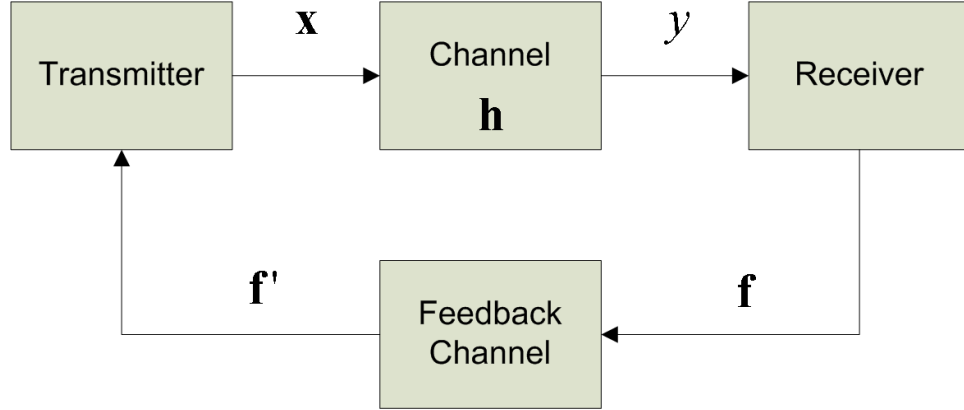 x
y
Transmitter
Channel
h
Receiver
f'
Feedback
Channel
f